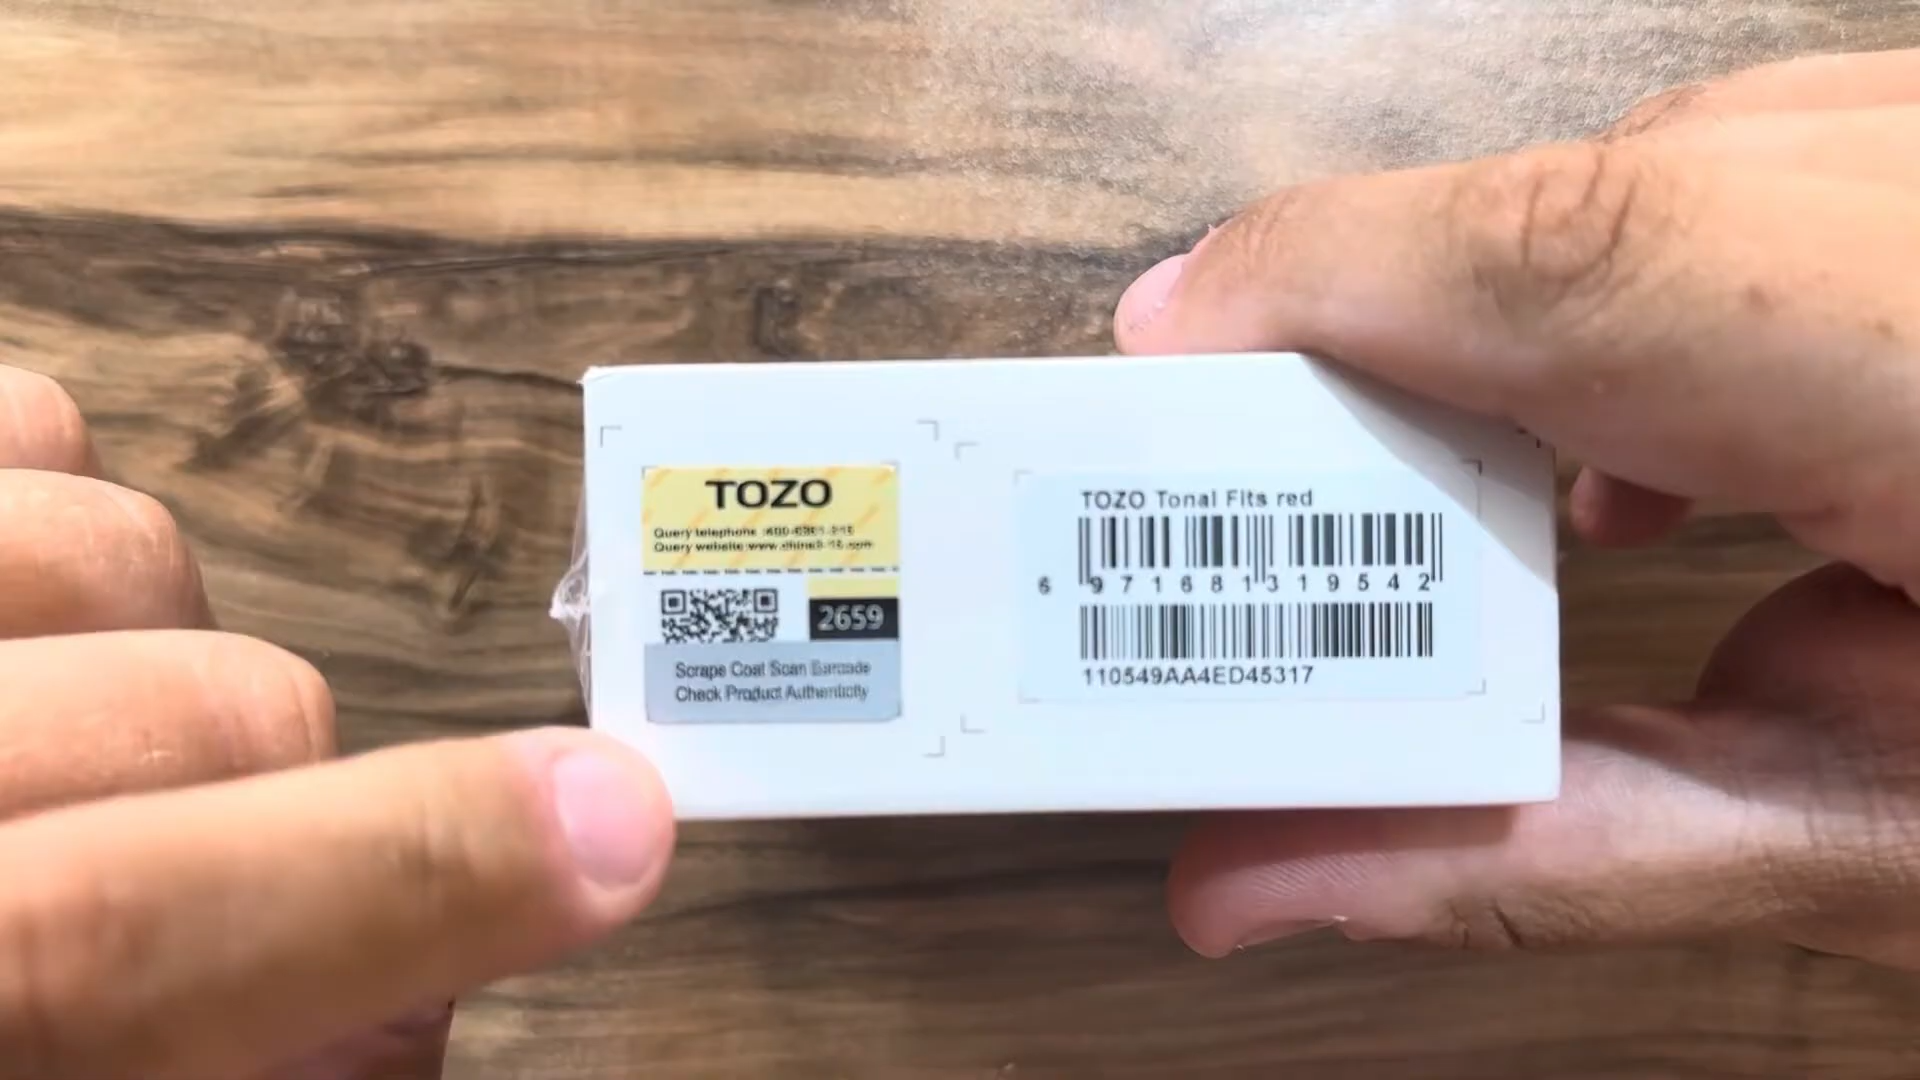 TOZO
Query telephone
Query website
2659
Scrape Coat Scan Barcode
Check Product Authenticity
TOZO Tonal Fits red
6 971681 319542
110549AA4ED45317